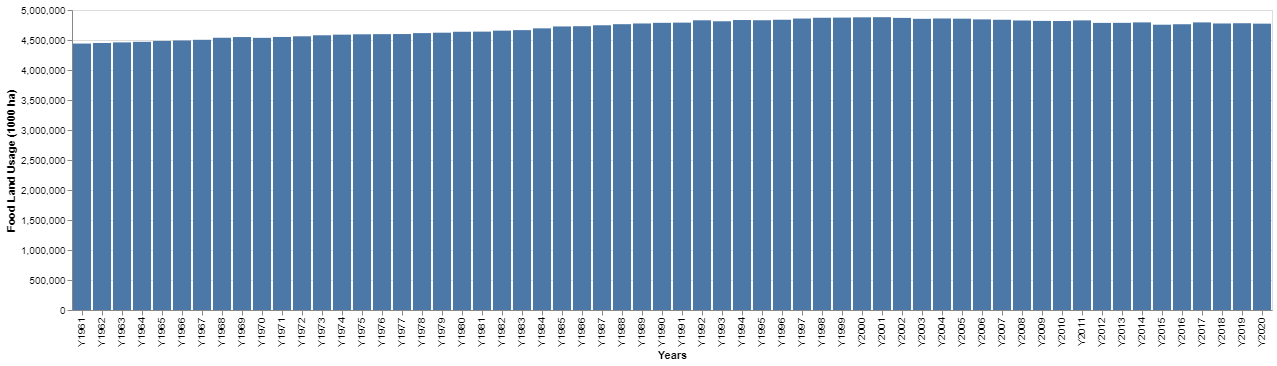 5,000,000
4,500,000
4,000,000
3,500,000
3,000,000
2,500,000
2,000,000
1,500,000
1,000,000
500,000
0
Food Land Usage (1000 ha)
Y1961
Y1962
Y1963
Y1964
Y1965
Y1966
Y1967
Y1968
Y1969
Y1970
Y1971
Y1972
Y1973
Y1974
Y1975
Y1976
Y1977
Y1978
Y1979
Y1980
Y1981
Y1982
Y1983
Y1984
Y1985
Y1986
Y1987
Y1988
Y1989
Y1990
Y1991
Y1992
Y1993
Y1994
Y1995
Y1996
Y1997
Y1998
Y1999
Y2000
Y2001
Y2002
Y2003
Y2004
Y2005
Y2006
Y2007
Y2008
Y2009
Y2010
Y2011
Y2012
Y2013
Y2014
Y2015
Y2016
Y2017
Y2018
Y2019
Y2020
Years